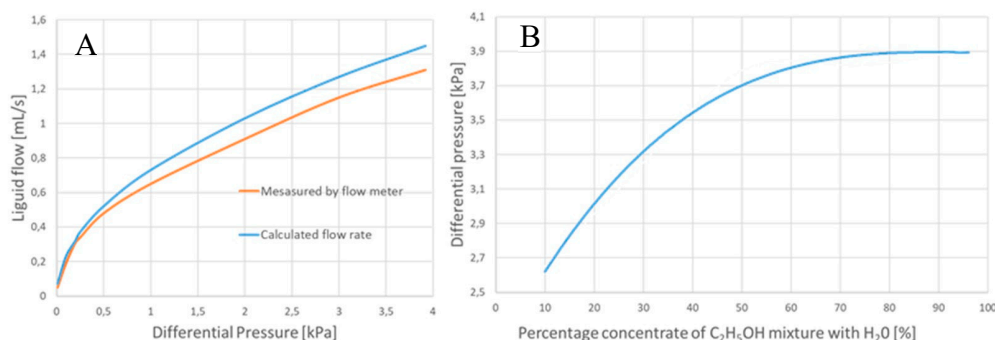 A
1,6
1,4
1,2
1
0,8
0,6
0,4
0,2
0
Liguid flow [mL/s]
Mesasured by flow meter
Calculated flow rate
0 0,5 1 1,5 2 2,5 3 3,5 4
Differential Pressure [kPa]
B
4,1
3,9
3,7
3,5
3,3
3,1
2,9
2,7
2,5
Differential pressure [kPa]
0 10 20 30 40 50 60 70 80 90 100
Percentage concentrate of C₂H₅OH mixture with H₂0 [%]